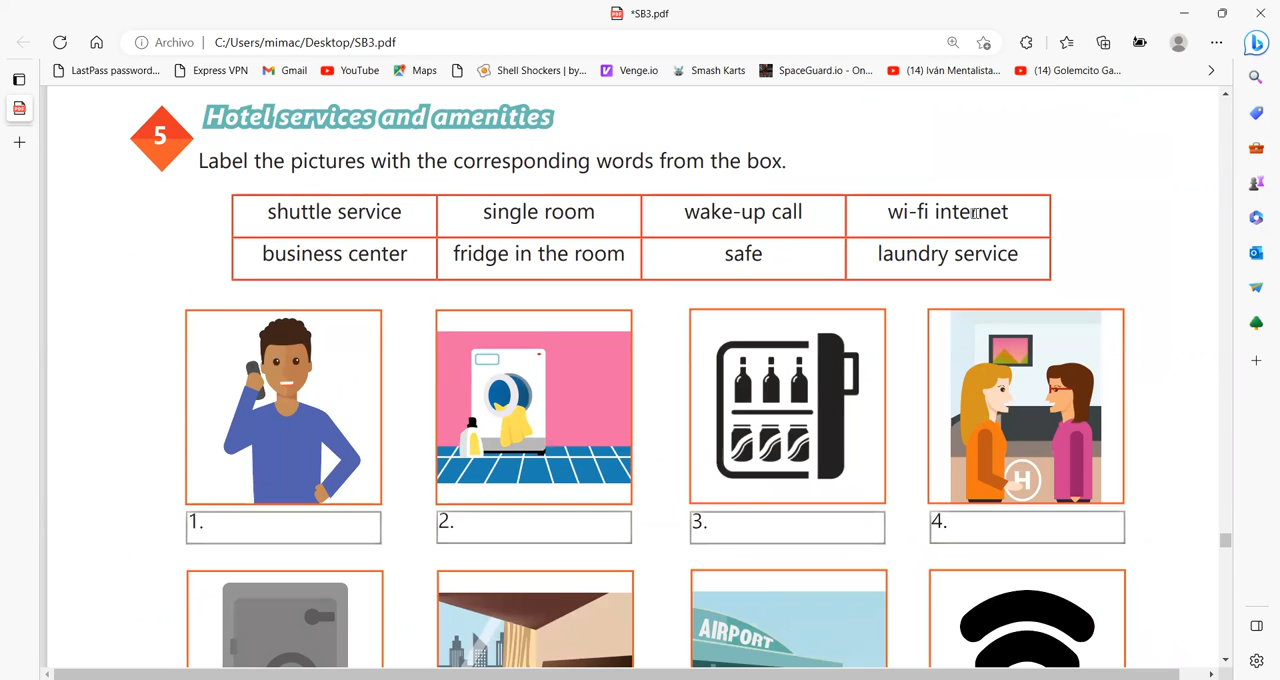 *SB3.pdf
Archivo C:/Users/mimac/Desktop/SB3.pdf
LastPass password... Express VPN Gmail YouTube Maps Shell Shockers | by... Venge.io Smash Karts SpaceGuard.io - On... (14) Iván Mentalista... (14) Golemcito Ga...
5 Hotel services and amenities
Label the pictures with the corresponding words from the box.
shuttle service single room wake-up call wi-fi internet
business center fridge in the room safe laundry service
H
1. 2. 3. 4.
AIRPORT